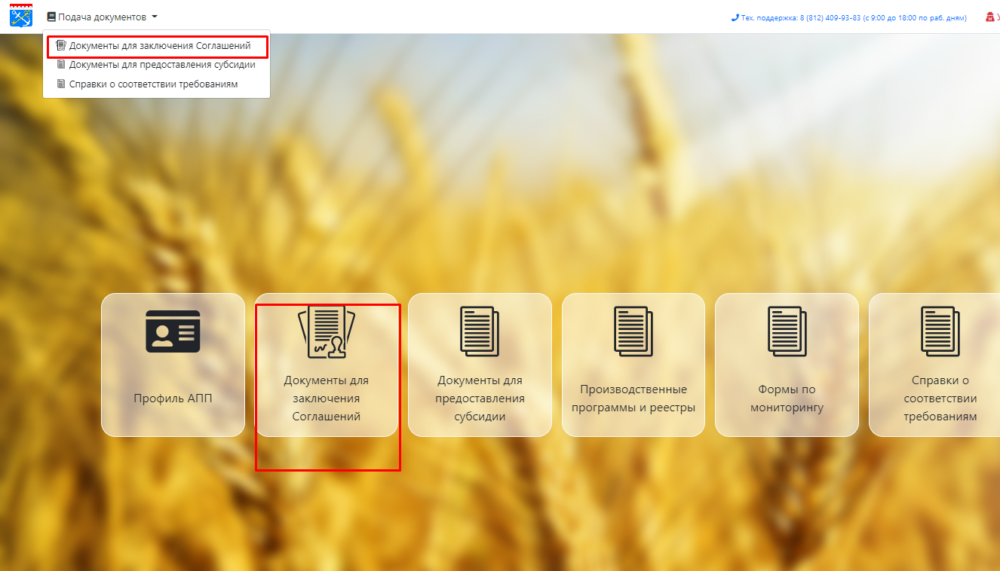 Подача документов
Тех. поддержка: 8 (812) 409-93-83 (с 9:00 до 18:00 по раб. дням)
Документы для заключения Соглашений
Документы для предоставления субсидии
Справки о соответствии требованиям
Профиль АПП
Документы для
заключения
Соглашений
Документы для
предоставления
субсидии
Производственные
программы и реестры
Формы по
мониторингу
Справки о
соответствии
требованиям